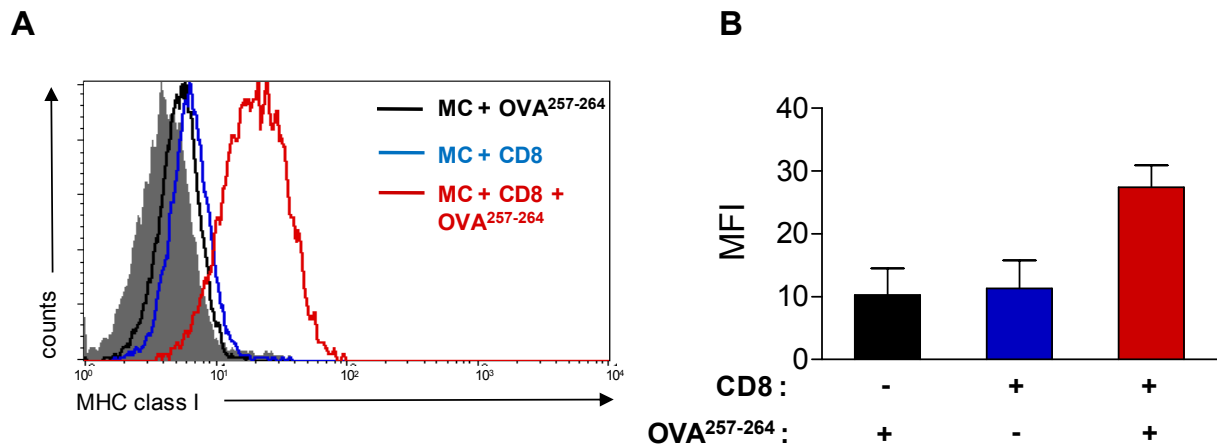 A
B
counts
MC + OVA257-264
MC + CD8
MC + CD8 +
OVA257-264
10⁰ 10¹ 10² 10³ 10⁴
MHC class I
MFI
40
30
20
10
0
CD8 : - + +
OVA257-264 : + - +